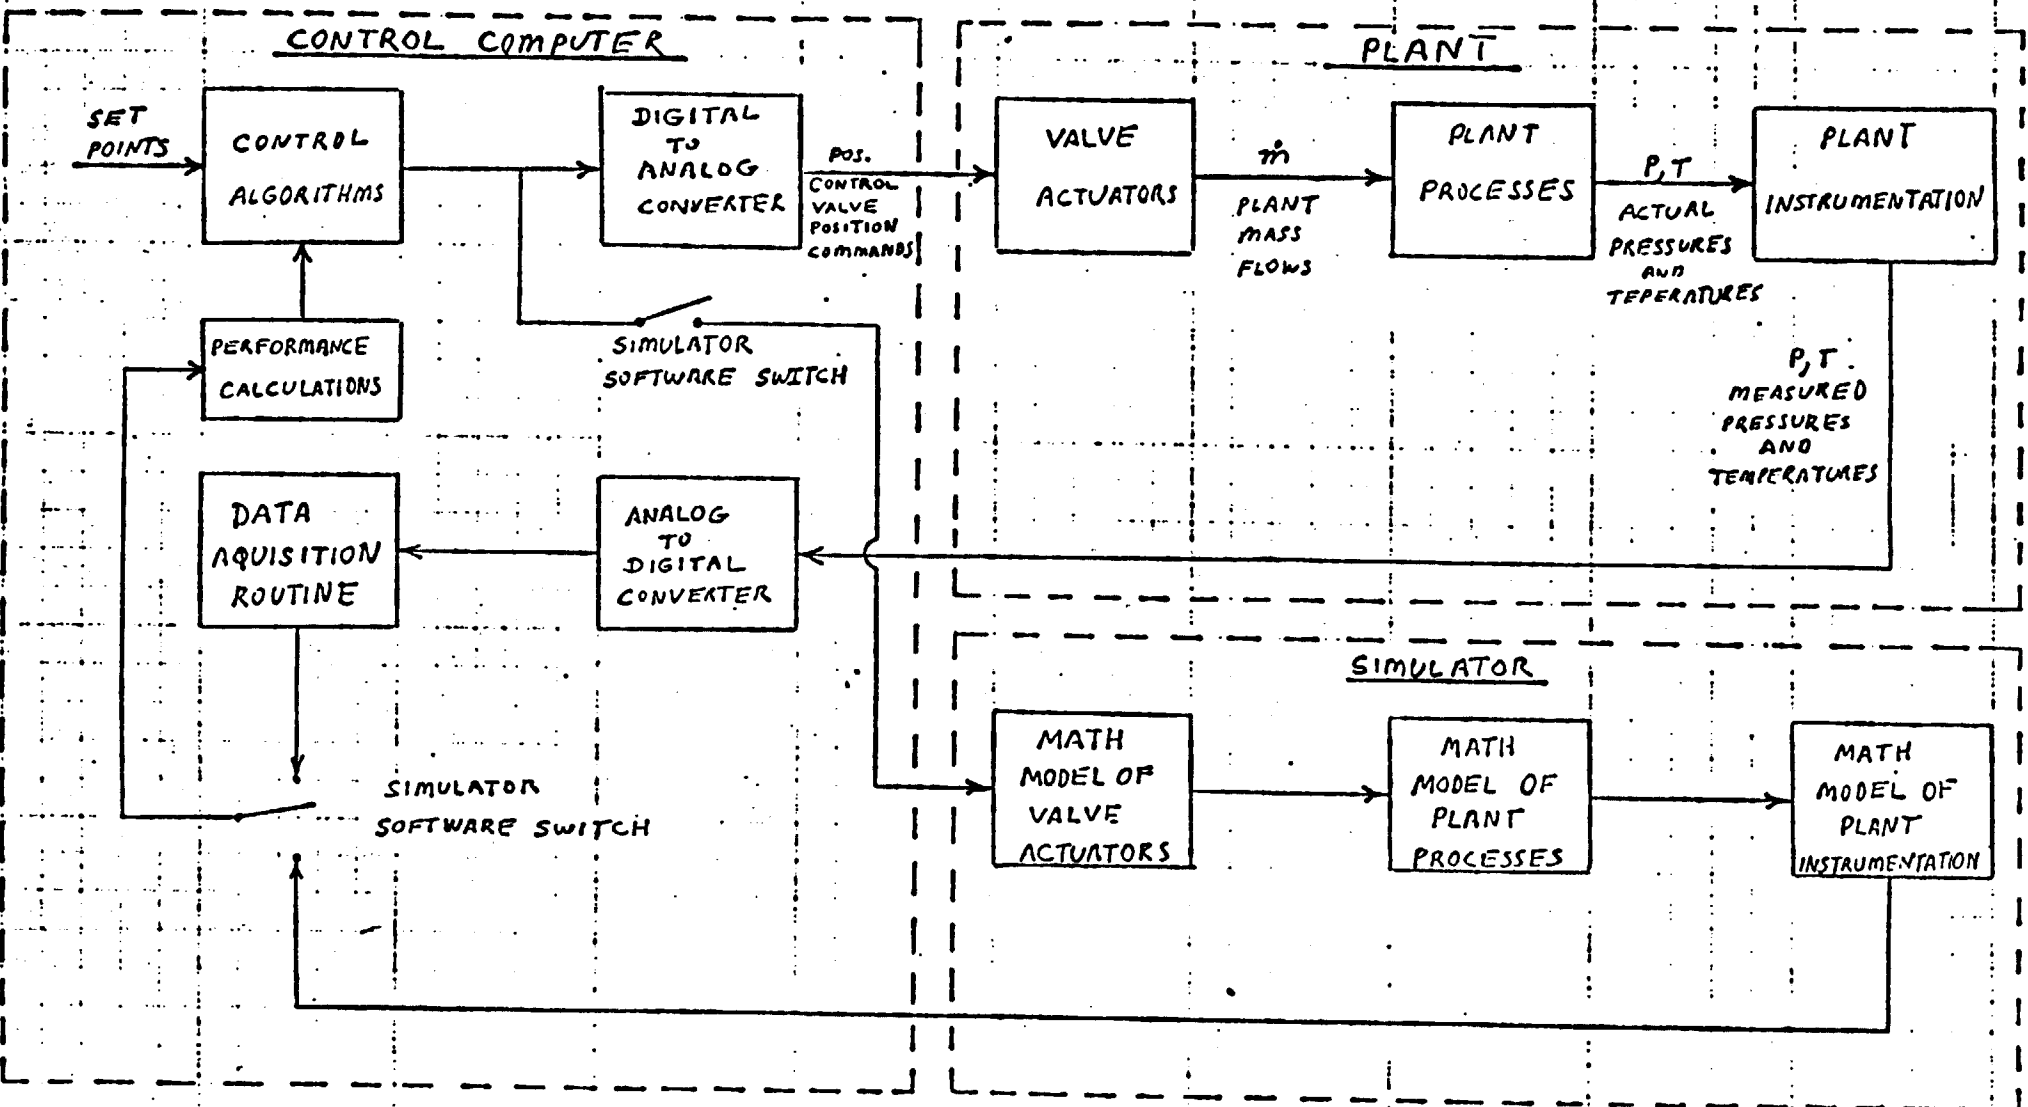 CONTROL COMPUTER
SET
POINTS
CONTROL
ALGORITHMS
DIGITAL
TO
ANALOG
CONVERTER
POS.
CONTROL
VALVE
POSITION
COMMANDS
PERFORMANCE
CALCULATIONS
SIMULATOR
SOFTWARE SWITCH
DATA
AQUISITION
ROUTINE
ANALOG
TO
DIGITAL
CONVERTER
SIMULATOR
SOFTWARE SWITCH
PLANT
VALVE
ACTUATORS
ṁ
PLANT
MASS
FLOWS
PLANT
PROCESSES
P,T
ACTUAL
PRESSURES
AND
TEPERATURES
PLANT
INSTRUMENTATION
P,T.
MEASURED
PRESSURES
AND
TEMPERATURES
SIMULATOR
MATH
MODEL OF
VALVE
ACTUATORS
MATH
MODEL OF
PLANT
PROCESSES
MATH
MODEL OF
PLANT
INSTRUMENTATION